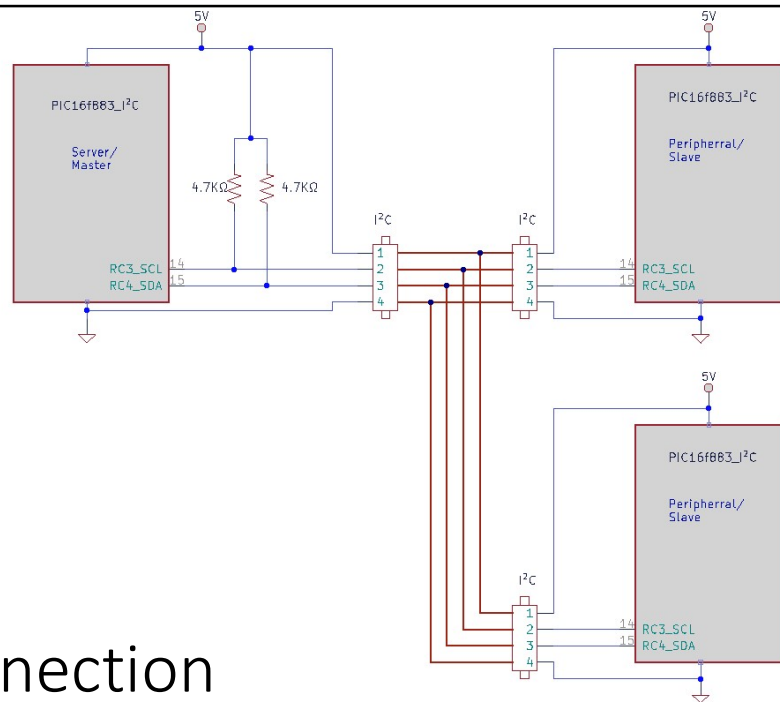 5V
PIC16f883_I²C
Server/
Master
4.7KΩ
4.7KΩ
RC3_SCL
14
RC4_SDA
15
I²C
1
2
3
4
I²C
1
2
3
4
5V
PIC16f883_I²C
Peripherral/
Slave
14
RC3_SCL
15
RC4_SDA
5V
PIC16f883_I²C
Peripherral/
Slave
I²C
1
2
3
4
14
RC3_SCL
15
RC4_SDA
nection